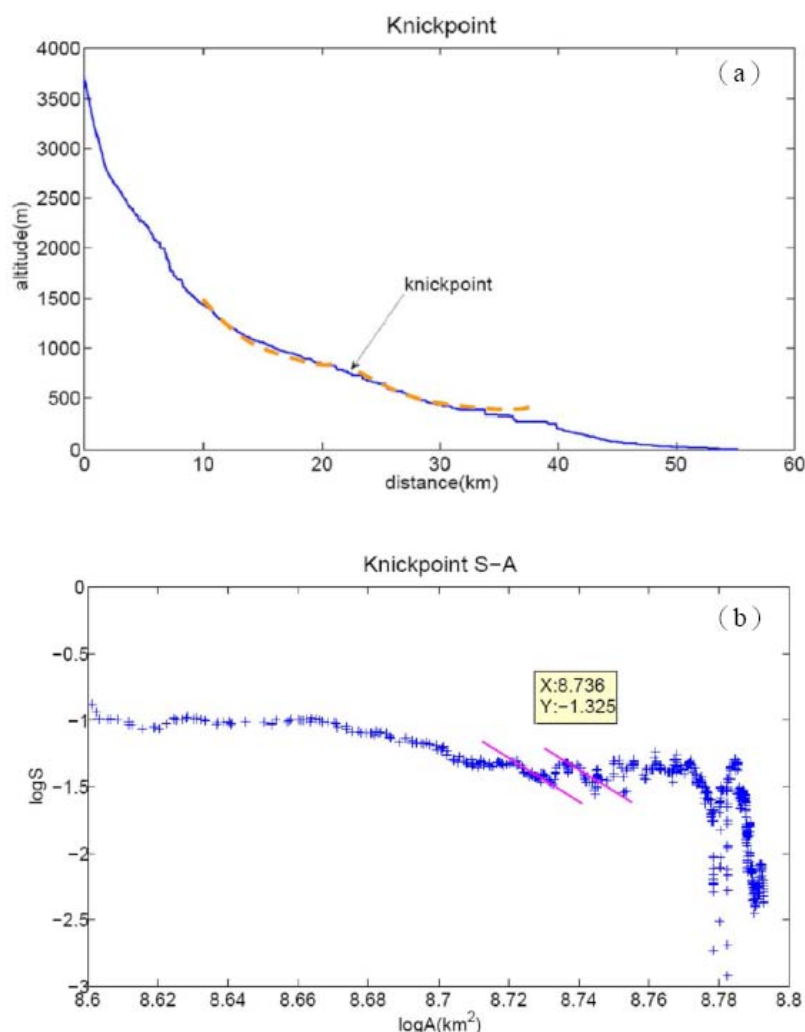 Knickpoint
(a)
4000
3500
3000
2500
2000
1500
1000
500
0
altitude(m)
knickpoint
0 10 20 30 40 50 60
distance(km)
Knickpoint S-A
(b)
0
-0.5
-1
-1.5
-2
-2.5
-3
logS
X:8.736
Y:-1.325
8.6 8.62 8.64 8.66 8.68 8.7 8.72 8.74 8.76 8.78 8.8
logA(km²)